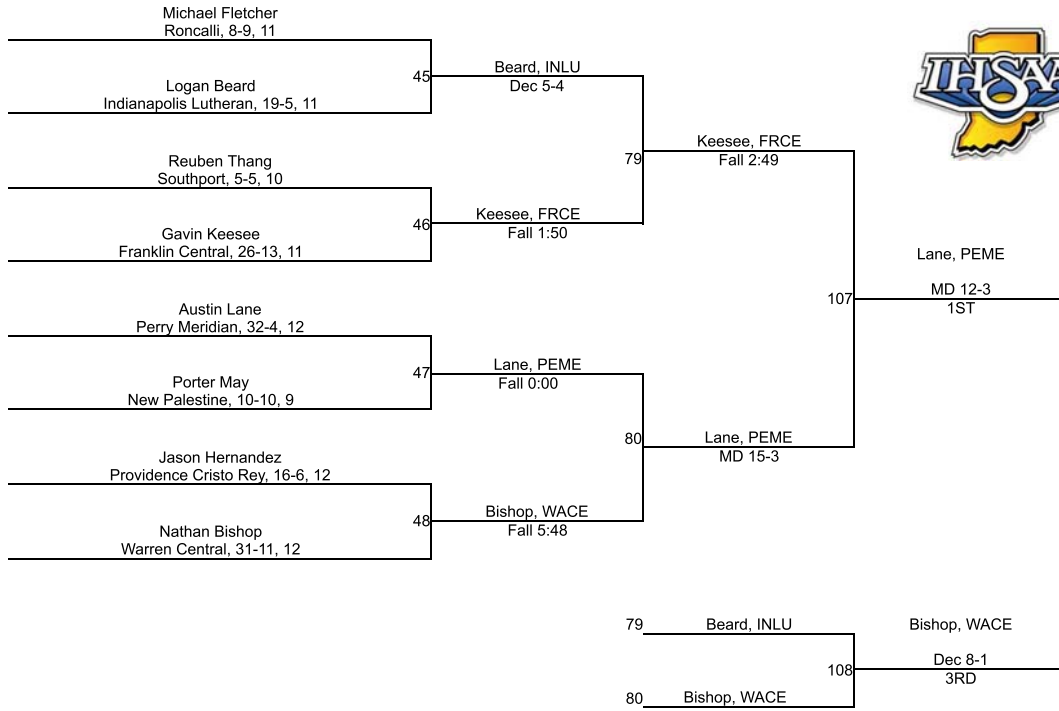 Michael Fletcher
Roncalli, 8-9, 11
Logan Beard
Indianapolis Lutheran, 19-5, 11
Reuben Thang
Southport, 5-5, 10
Gavin Keesee
Franklin Central, 26-13, 11
Austin Lane
Perry Meridian, 32-4, 12
Porter May
New Palestine, 10-10, 9
Jason Hernandez
Providence Cristo Rey, 16-6, 12
Nathan Bishop
Warren Central, 31-11, 12
45
Beard, INLU
Dec 5-4
46
Keesee, FRCE
Fall 1:50
47
Lane, PEME
Fall 0:00
48
Bishop, WACE
Fall 5:48
79
Keesee, FRCE
Fall 2:49
80
Lane, PEME
MD 15-3
107
Lane, PEME
MD 12-3
1ST
79
Beard, INLU
80
Bishop, WACE
108
Bishop, WACE
Dec 8-1
3RD
IHSAA